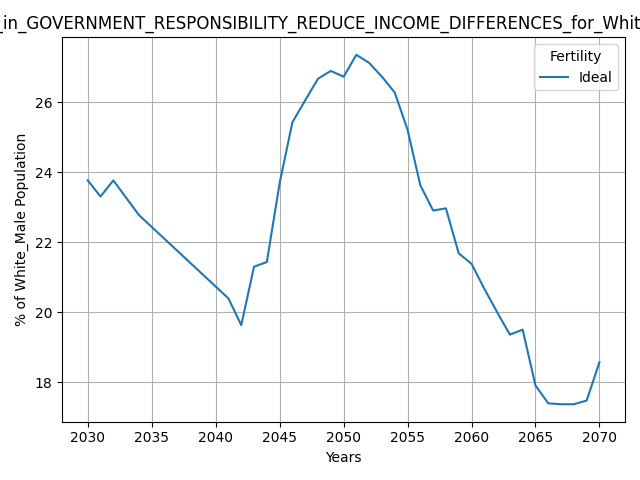 _in_GOVERNMENT_RESPONSIBILITY_REDUCE_INCOME_DIFFERENCES_for_Whit
Fertility
Ideal
% of White_Male Population
26
24
22
20
18
2030 2035 2040 2045 2050 2055 2060 2065 2070
Years